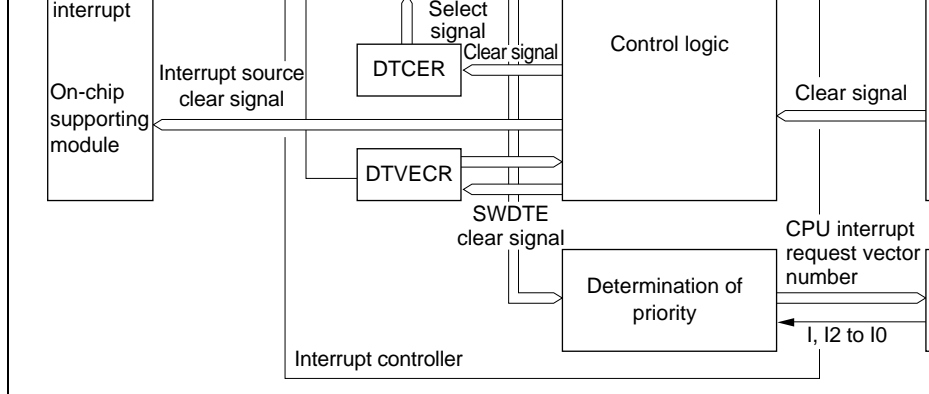 interrupt
Select
signal
Clear signal
DTCER
Control logic
On-chip
supporting
module
Interrupt source
clear signal
Clear signal
DTVECR
SWDTE
clear signal
CPU interrupt
request vector
number
Determination of
priority
I, I2 to I0
Interrupt controller